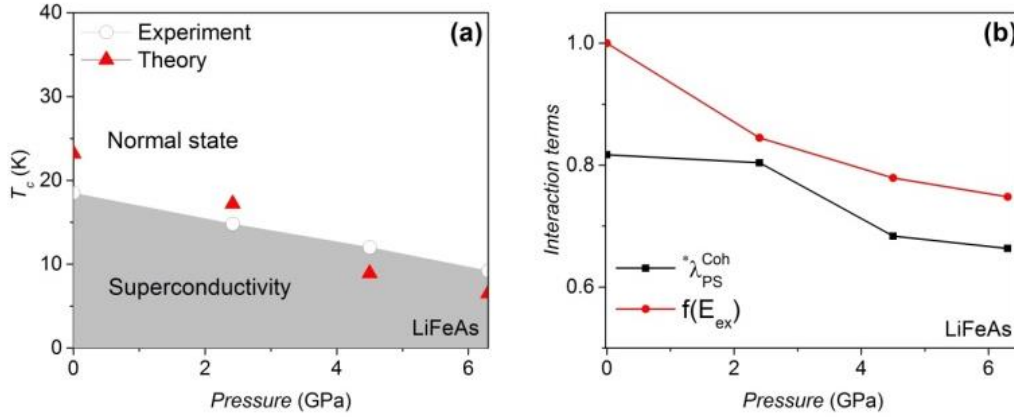 (a)
Experiment
Theory
Normal state
Superconductivity
LiFeAs
T_c (K)
40
30
20
10
0
0
2
4
6
Pressure (GPa)
(b)
Interaction terms
1.0
0.8
0.6
*λ_PS^Coh
f(E_ex)
LiFeAs
0
2
4
6
Pressure (GPa)